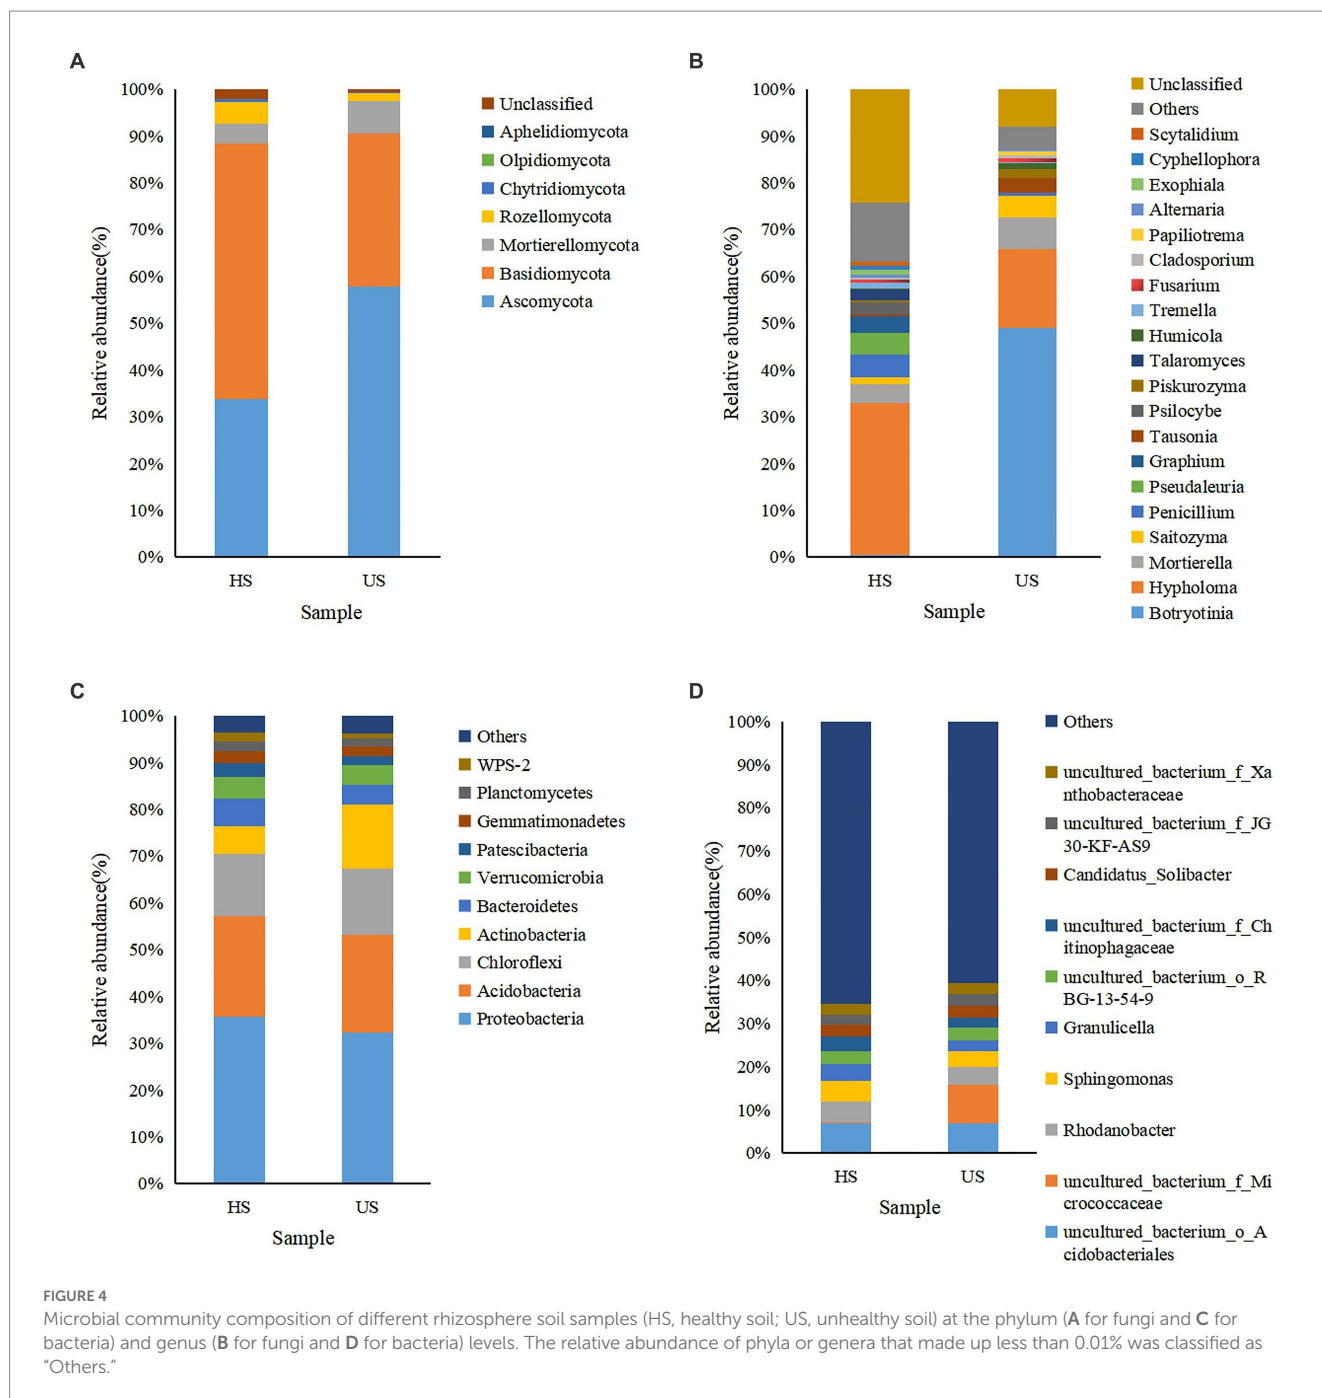 A
100%
90%
80%
70%
60%
50%
40%
30%
20%
10%
0%
Relative abundance(%)
HS
US
Sample
Unclassified
Aphelidiomycota
Olpidiomycota
Chytridiomycota
Rozellomycota
Mortierellomycota
Basidiomycota
Ascomycota
B
100%
90%
80%
70%
60%
50%
40%
30%
20%
10%
0%
Relative abundance(%)
HS
US
Sample
Unclassified
Others
Scytalidium
Cyphellophora
Exophiala
Alternaria
Papiliotrema
Cladosporium
Fusarium
Tremella
Humicola
Talaromyces
Piskurozyma
Psilocybe
Tausonia
Graphium
Pseudaleuria
Penicillium
Saitozyma
Mortierella
Hypholoma
Botryotinia
C
100%
90%
80%
70%
60%
50%
40%
30%
20%
10%
0%
Relative abundance(%)
HS
US
Sample
Others
WPS-2
Planctomycetes
Gemmatimonadetes
Patescibacteria
Verrucomicrobia
Bacteroidetes
Actinobacteria
Chloroflexi
Acidobacteria
Proteobacteria
D
100%
90%
80%
70%
60%
50%
40%
30%
20%
10%
0%
Relative abundance(%)
HS
US
Sample
Others
uncultured_bacterium_f_Xa
nthobacteraceae
uncultured_bacterium_f_JG
30-KF-AS9
Candidatus_Solibacter
uncultured_bacterium_f_Ch
itinophagaceae
uncultured_bacterium_o_R
BG-13-54-9
Granulicella
Sphingomonas
Rhodanobacter
uncultured_bacterium_f_Mi
crococcaceae
uncultured_bacterium_o_A
cidobacteriales
FIGURE 4
Microbial community composition of different rhizosphere soil samples (HS, healthy soil; US, unhealthy soil) at the phylum (A for fungi and C for
bacteria) and genus (B for fungi and D for bacteria) levels. The relative abundance of phyla or genera that made up less than 0.01% was classified as
“Others.”